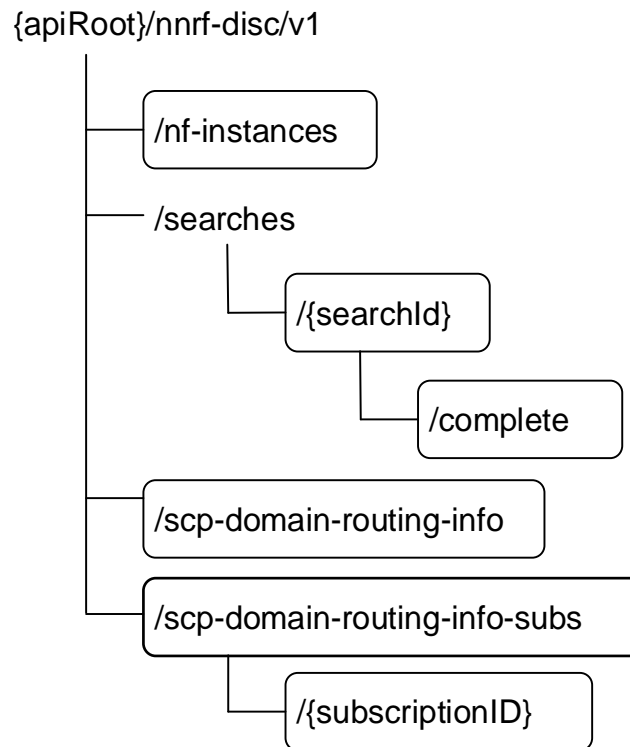 {apiRoot}/nnrf-disc/v1
/nf-instances
/searches
/{searchId}
/complete
/scp-domain-routing-info
/scp-domain-routing-info-subs
/{subscriptionID}